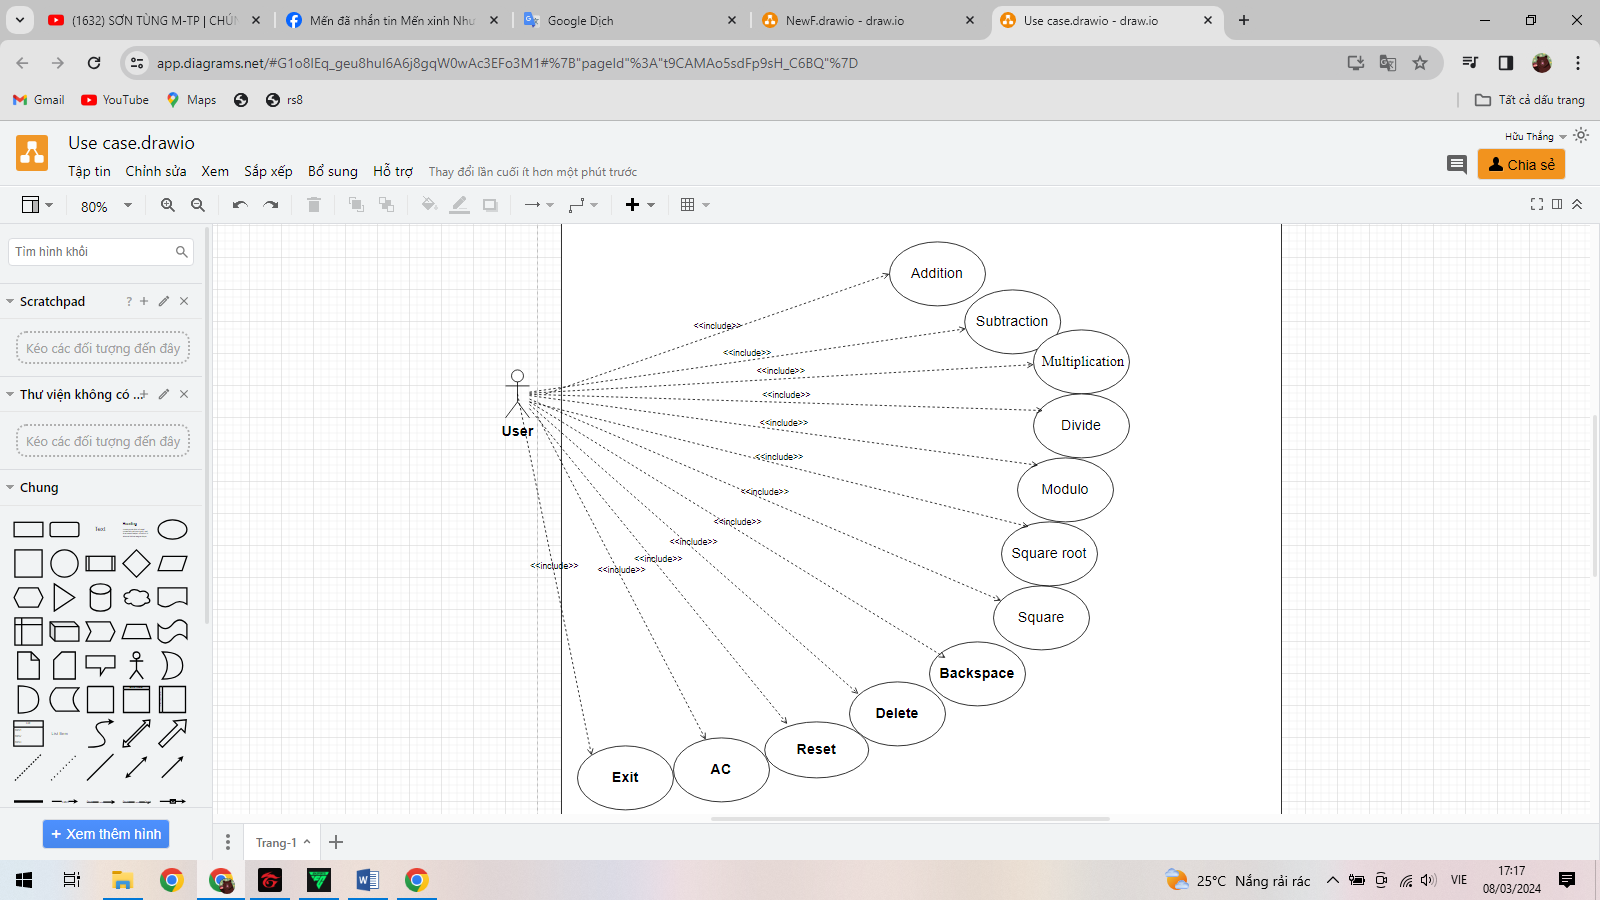 (1632) SƠN TÙNG M-TP | CHÚN
Mến đã nhắn tin Mến xinh Như
Google Dịch
NewF.drawio - draw.io
Use case.drawio - draw.io
app.diagrams.net/#G1o8lEq_geu8hul6A6j8gqW0wAc3EFo3M1#%7B"pageId"%3A"t9CAMAo5sdFp9sH_C6BQ"%7D
Gmail
YouTube
Maps
rs8
Tất cả dấu trang
Use case.drawio
Hữu Thắng
Tập tin
Chỉnh sửa
Xem
Sắp xếp
Bổ sung
Hỗ trợ
Thay đổi lần cuối ít hơn một phút trước
Chia sẻ
80%
Tìm hình khối
Scratchpad
?
Kéo các đối tượng đến đây
Thư viện không có ...
Kéo các đối tượng đến đây
Chung
Text
Heading
Addition
Subtraction
Multiplication
Divide
Modulo
Square root
Square
Backspace
Delete
Reset
AC
Exit
User
<<include>>
<<include>>
<<include>>
<<include>>
<<include>>
<<include>>
<<include>>
<<include>>
<<include>>
<<include>>
<<include>>
<<include>>
+ Xem thêm hình
Trang-1
25°C Nắng rải rác
VIE
17:17
08/03/2024